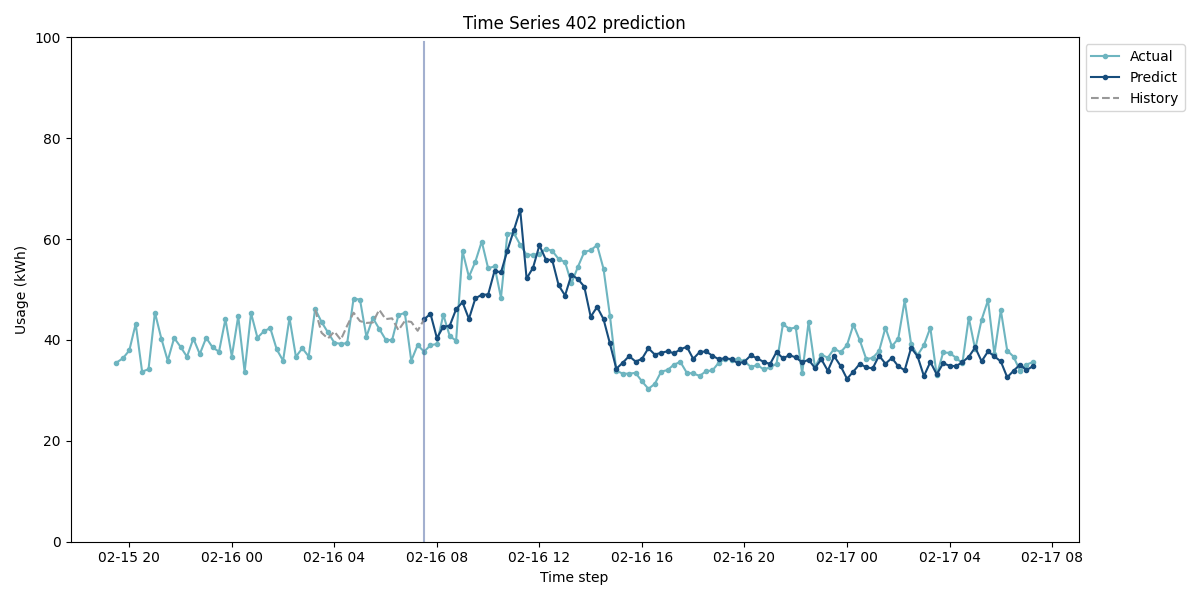 Time Series 402 prediction
100
80
60
40
20
0
Usage (kWh)
02-15 20
02-16 00
02-16 04
02-16 08
02-16 12
02-16 16
02-16 20
02-17 00
02-17 04
02-17 08
Time step
Actual
Predict
History